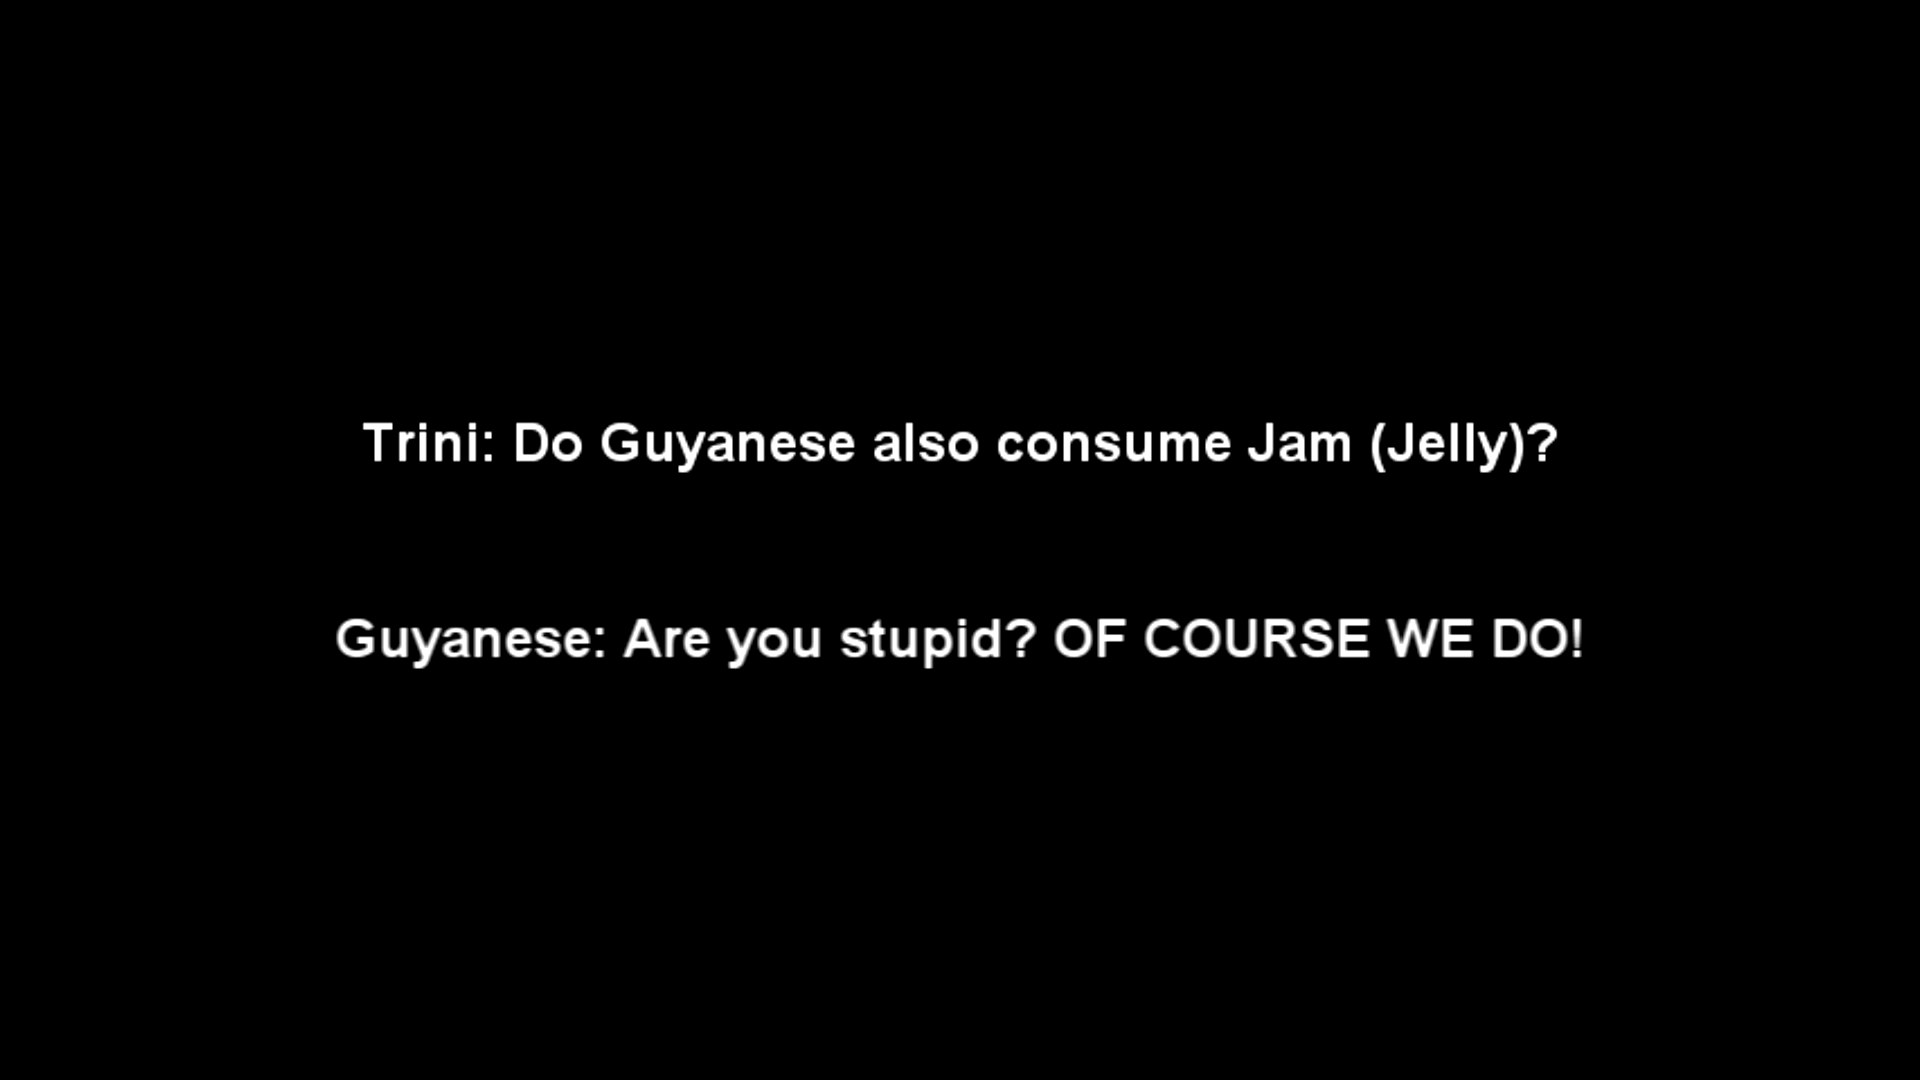 Trini: Do Guyanese also consume Jam (Jelly)?
Guyanese: Are you stupid? OF COURSE WE DO!